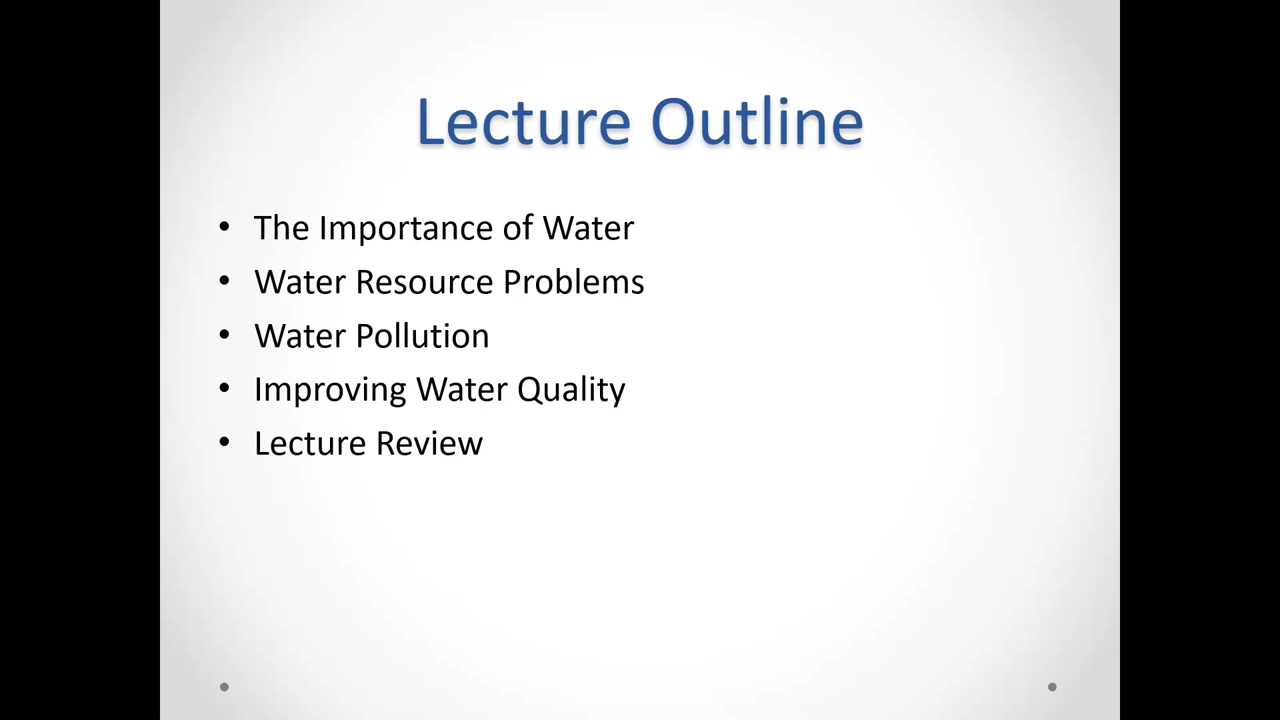 Lecture Outline
• The Importance of Water
• Water Resource Problems
• Water Pollution
• Improving Water Quality
• Lecture Review